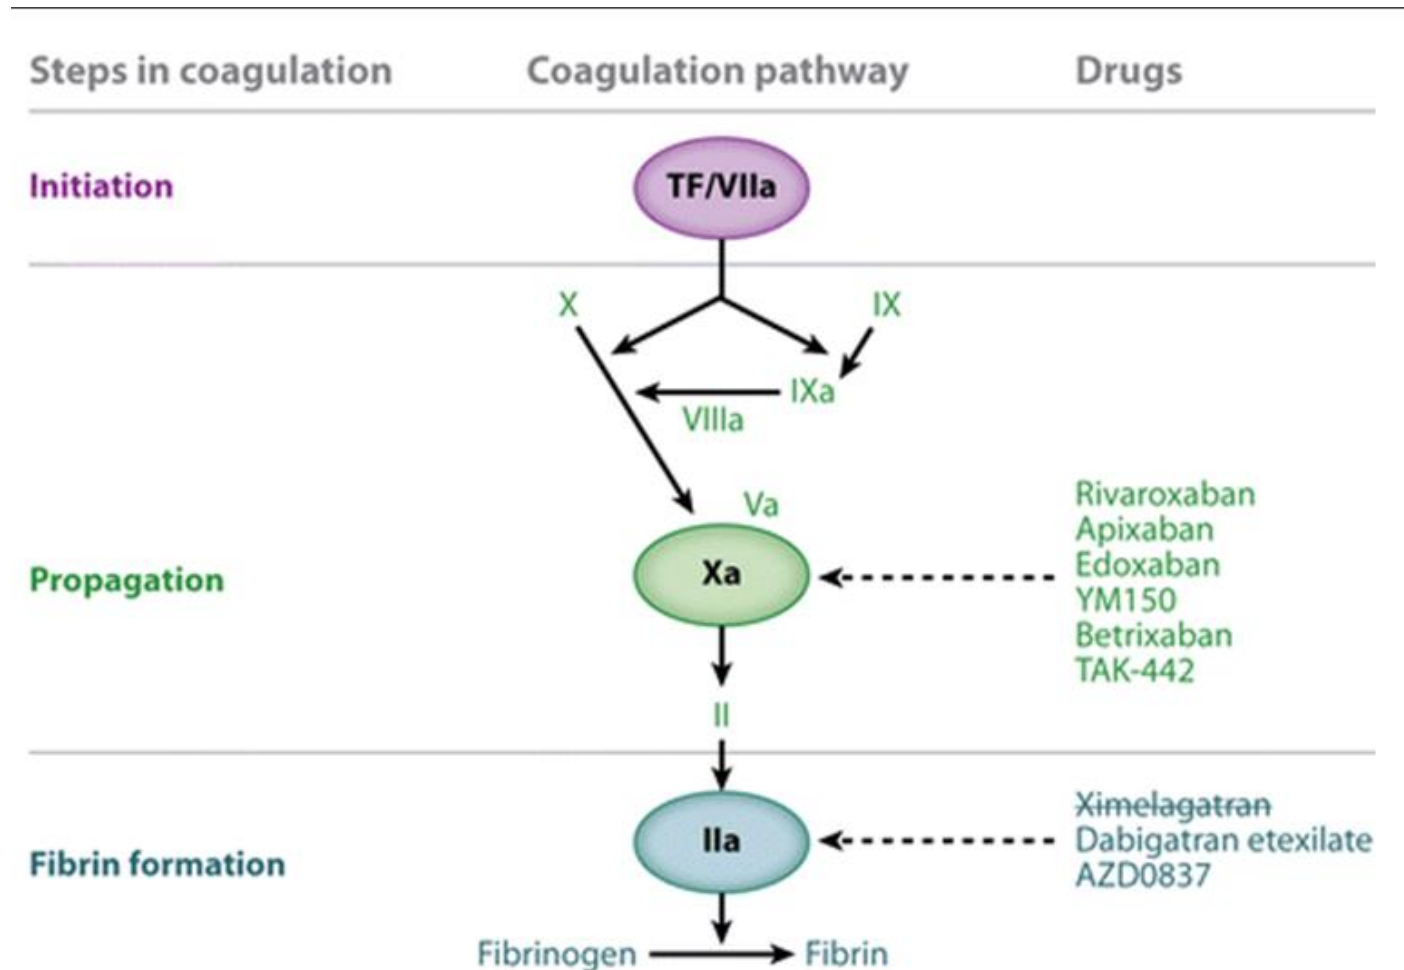 Steps in coagulation
Coagulation pathway
Drugs
Initiation
TF/VIIa
X
IX
IXa
VIIIa
Va
Propagation
Xa
Rivaroxaban
Apixaban
Edoxaban
YM150
Betrixaban
TAK-442
II
Fibrin formation
IIa
Ximelagatran
Dabigatran etexilate
AZD0837
Fibrinogen
Fibrin